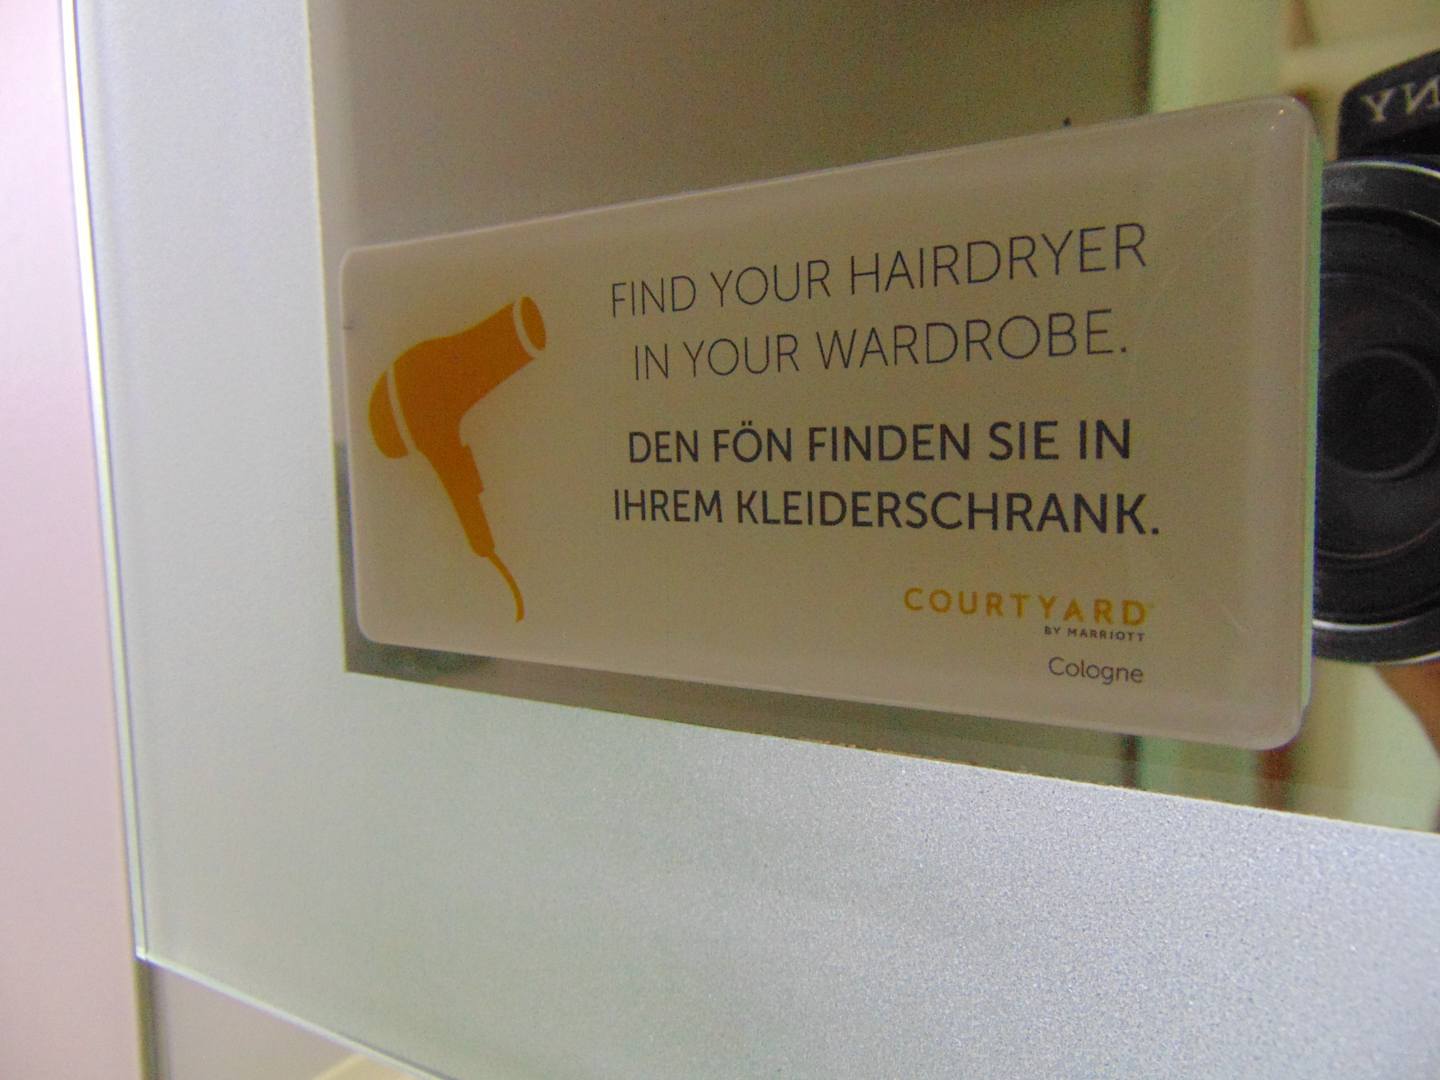 FIND YOUR HAIRDRYER
IN YOUR WARDROBE.
DEN FÖN FINDEN SIE IN
IHREM KLEIDERSCHRANK.
COURTYARD
BY MARRIOTT
Cologne